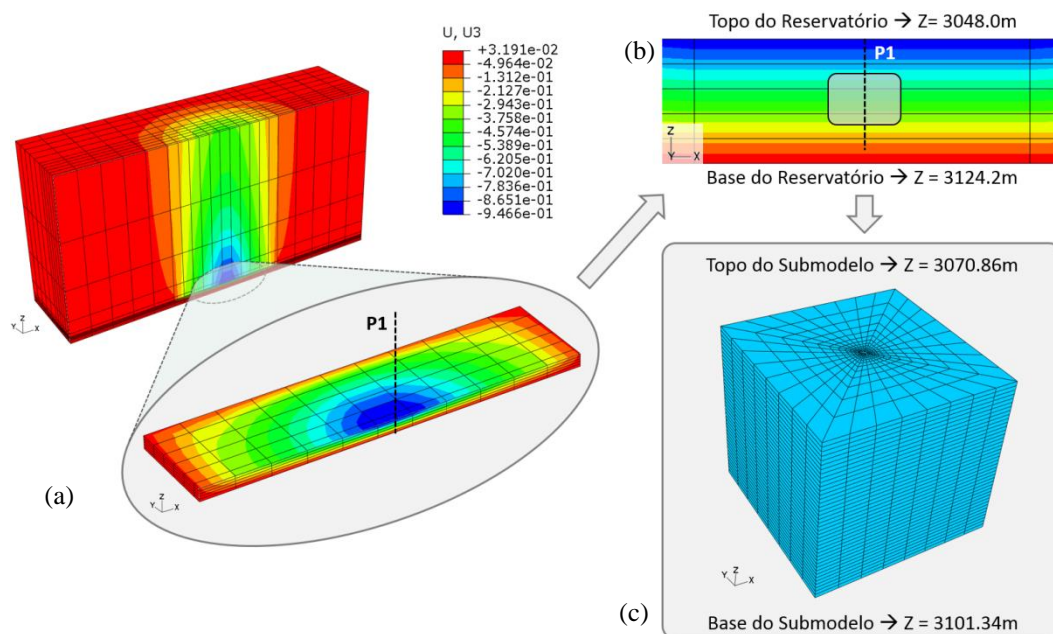 U, U3
+3.191e-02
-4.964e-02
-1.312e-01
-2.127e-01
-2.943e-01
-3.758e-01
-4.574e-01
-5.389e-01
-6.205e-01
-7.020e-01
-7.836e-01
-8.651e-01
-9.466e-01
Z
Y X
P1
(a)
Z
Y X
Topo do Reservatório → Z= 3048.0m
(b)
P1
Z
Y X
Base do Reservatório → Z = 3124.2m
Topo do Submodelo → Z = 3070.86m
Z
Y X
(c)
Base do Submodelo → Z = 3101.34m